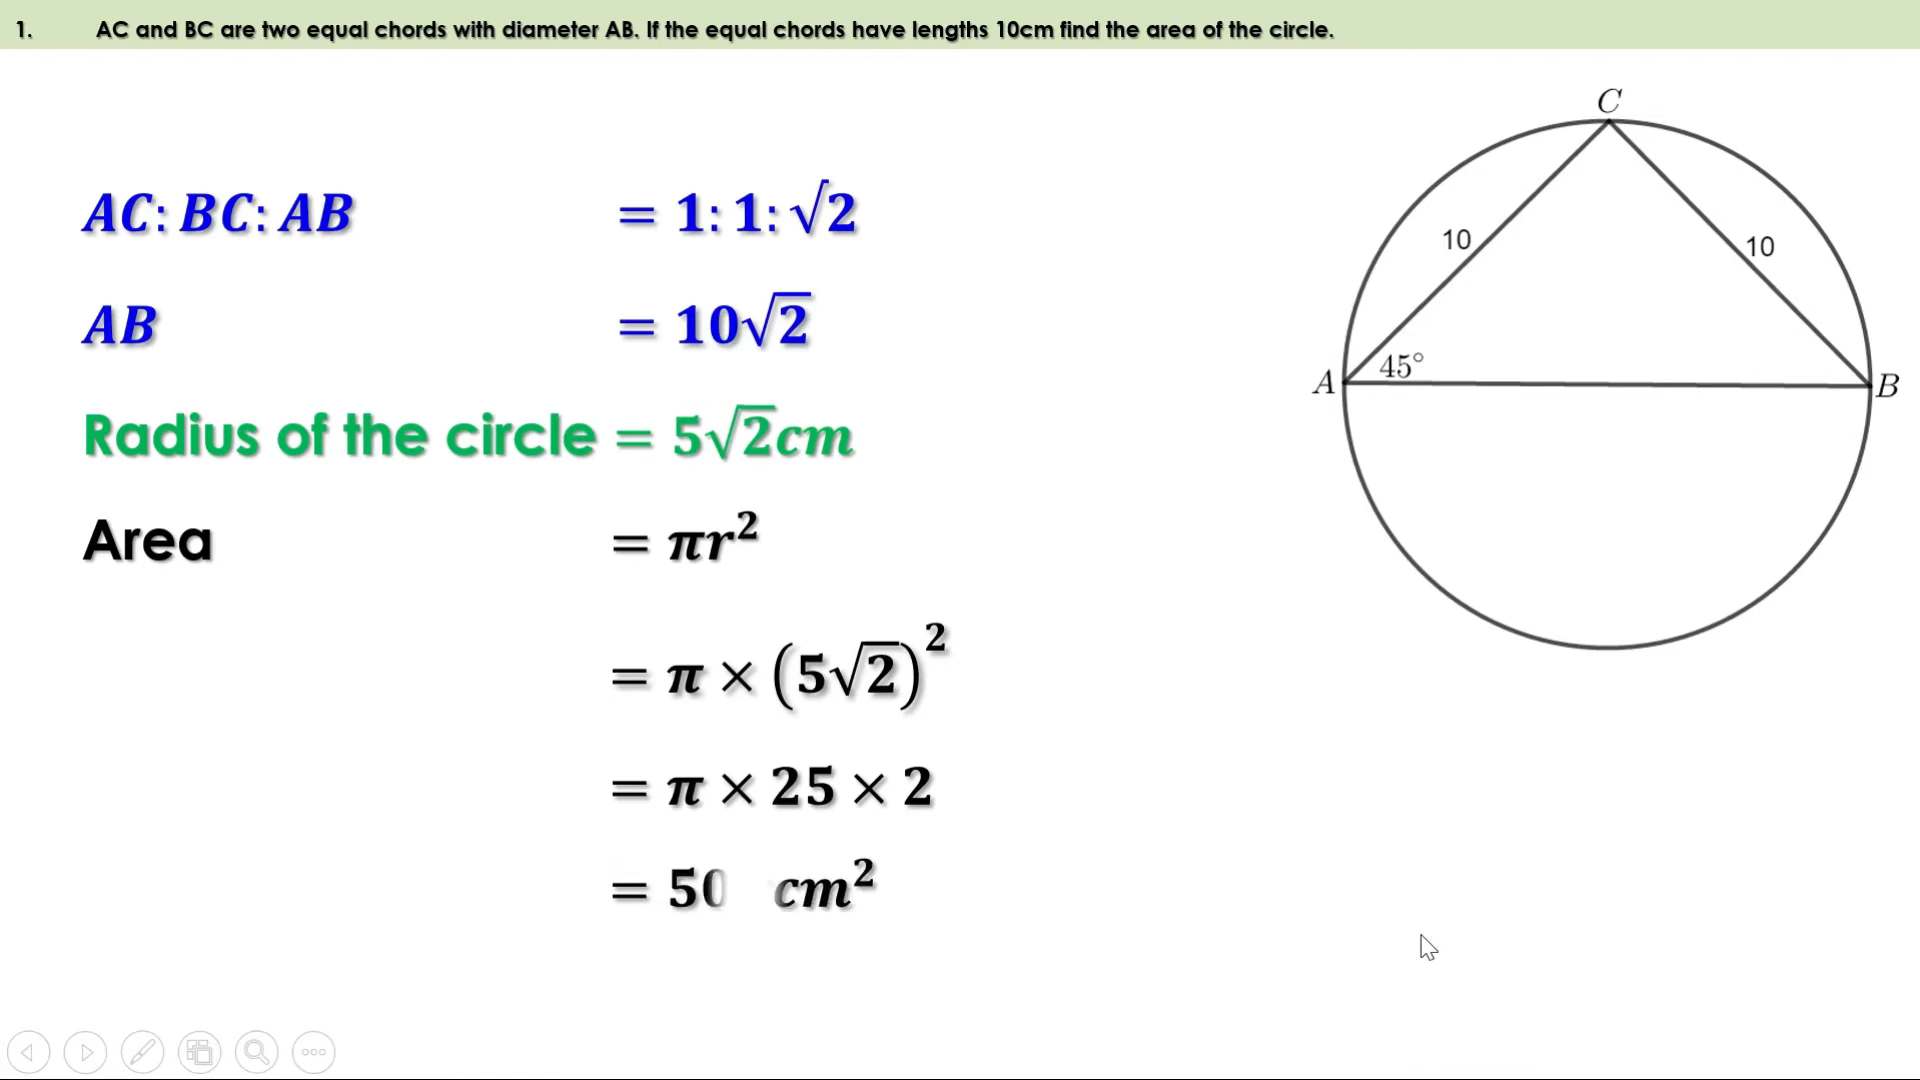 1. AC and BC are two equal chords with diameter AB. If the equal chords have lengths 10cm find the area of the circle.
AC: BC: AB = 1: 1: √2
AB = 10√2
Radius of the circle = 5√2cm
Area = πr²
= π × (5√2)²
= π × 25 × 2
= 50 cm²
C
10
10
45°
A
B